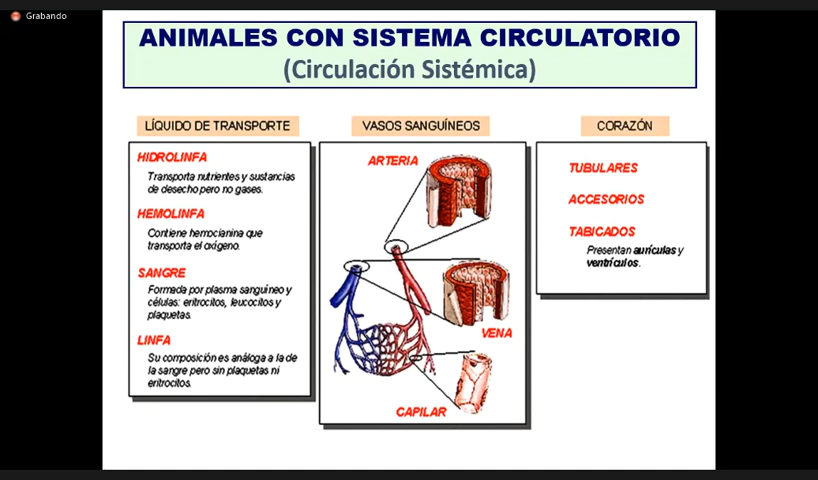 Grabando
ANIMALES CON SISTEMA CIRCULATORIO
(Circulación Sistémica)
LÍQUIDO DE TRANSPORTE
HIDROLINFA
Transporta nutrientes y sustancias
de desecho pero no gases.
HEMOLINFA
Contiene hemocianina que
transporta el oxígeno.
SANGRE
Formada por plasma sanguíneo y
células: eritrocitos, leucocitos y
plaquetas.
LINFA
Su composición es análoga a la de
la sangre pero sin plaquetas ni
eritrocitos.
VASOS SANGUÍNEOS
ARTERIA
VENA
CAPILAR
CORAZÓN
TUBULARES
ACCESORIOS
TABICADOS
Presentan aurículas y
ventrículos.